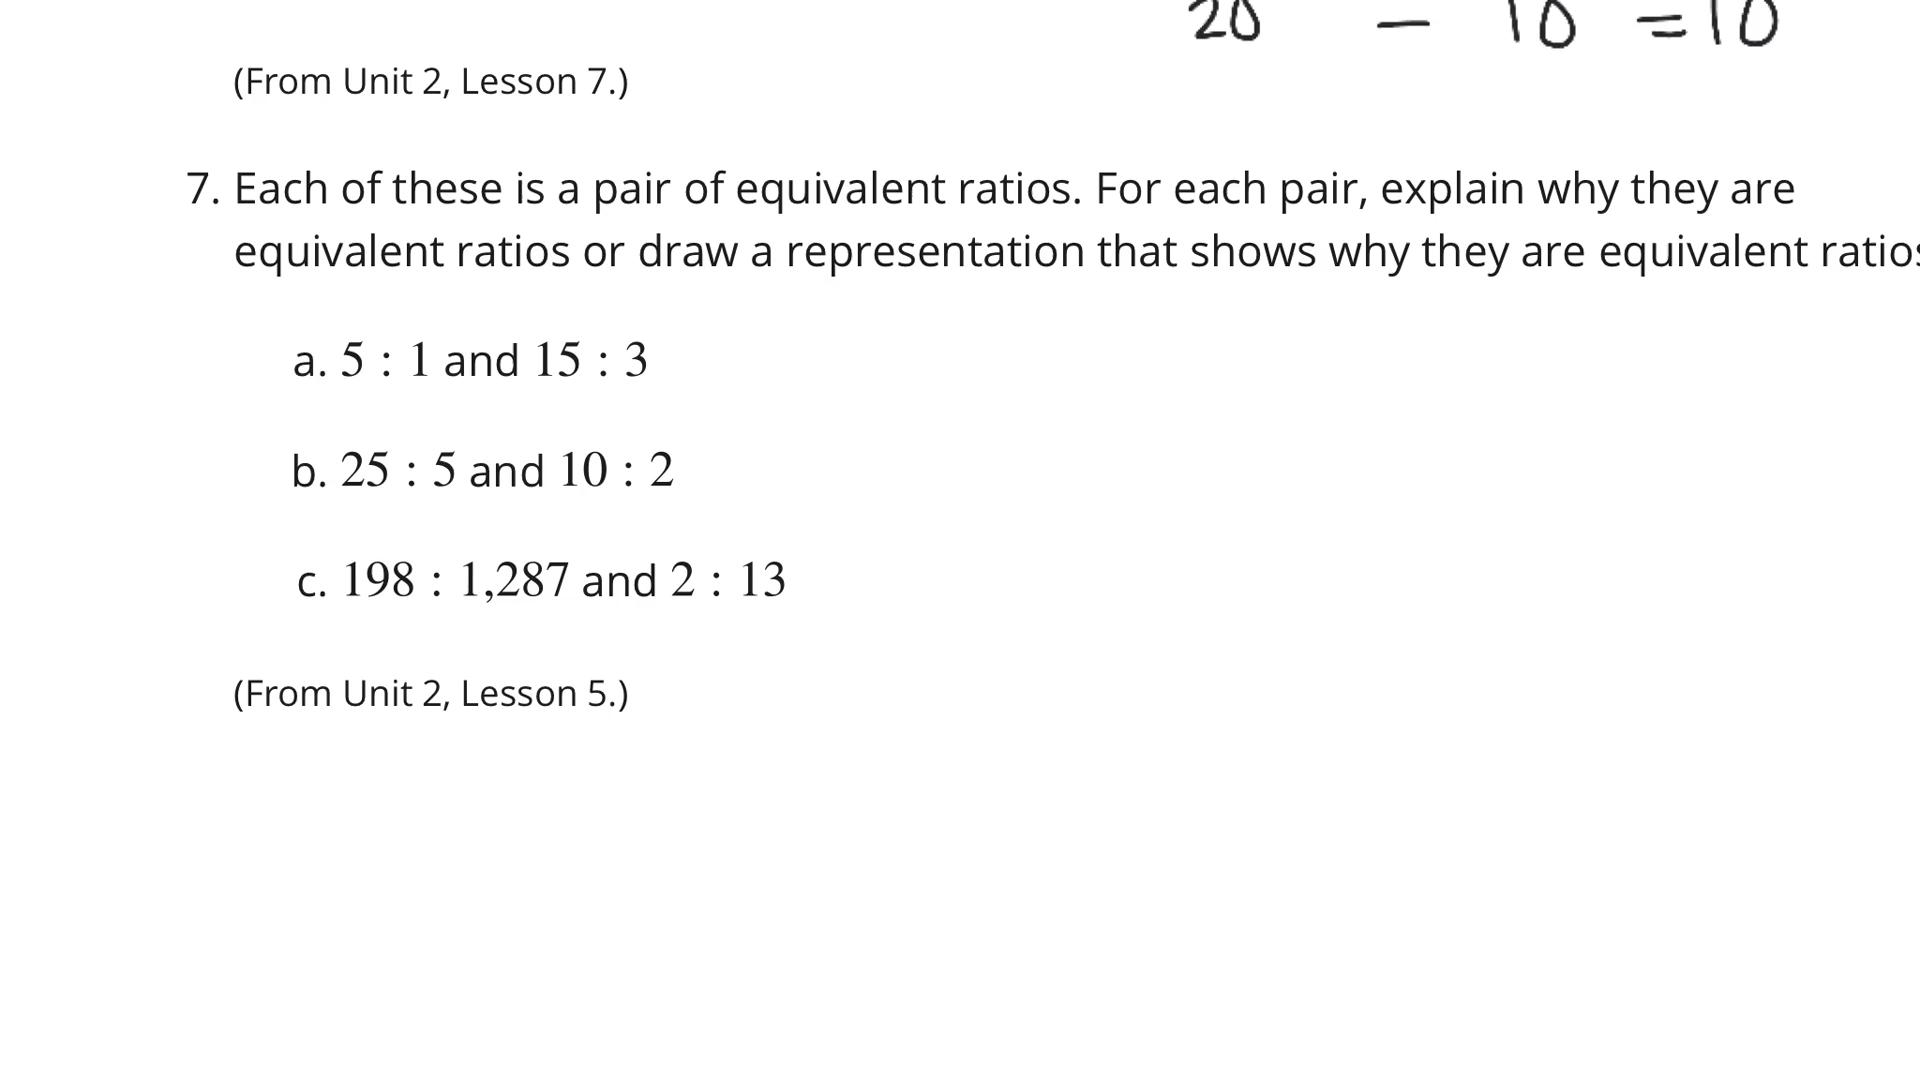 20 — 10 = 10
(From Unit 2, Lesson 7.)
7. Each of these is a pair of equivalent ratios. For each pair, explain why they are
equivalent ratios or draw a representation that shows why they are equivalent ratios
a. 5 : 1 and 15 : 3
b. 25 : 5 and 10 : 2
c. 198 : 1,287 and 2 : 13
(From Unit 2, Lesson 5.)